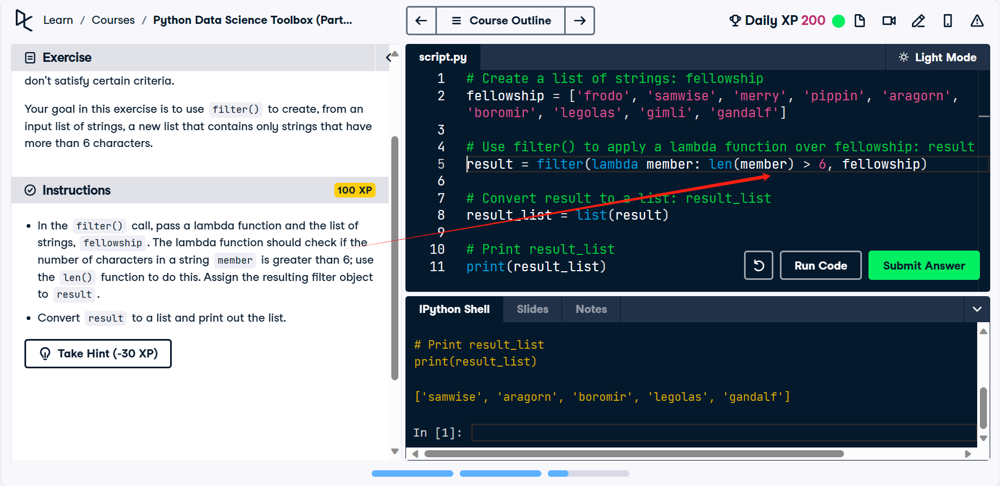 Learn / Courses / Python Data Science Toolbox (Part...
Course Outline
Daily XP 200
Exercise
don't satisfy certain criteria.
Your goal in this exercise is to use filter() to create, from an
input list of strings, a new list that contains only strings that have
more than 6 characters.
Instructions
100 XP
• In the filter() call, pass a lambda function and the list of
strings, fellowship. The lambda function should check if the
number of characters in a string member is greater than 6; use
the len() function to do this. Assign the resulting filter object
to result.
• Convert result to a list and print out the list.
Take Hint (-30 XP)
script.py
Light Mode
1 # Create a list of strings: fellowship
2 fellowship = ['frodo', 'samwise', 'merry', 'pippin', 'aragorn',
'boromir', 'legolas', 'gimli', 'gandalf']
3
4 # Use filter() to apply a lambda function over fellowship: result
5 result = filter(lambda member: len(member) > 6, fellowship)
6
7 # Convert result to a list: result_list
8 result_list = list(result)
9
10 # Print result_list
11 print(result_list)
Run Code
Submit Answer
IPython Shell
Slides
Notes
# Print result_list
print(result_list)
['samwise', 'aragorn', 'boromir', 'legolas', 'gandalf']
In [1]: